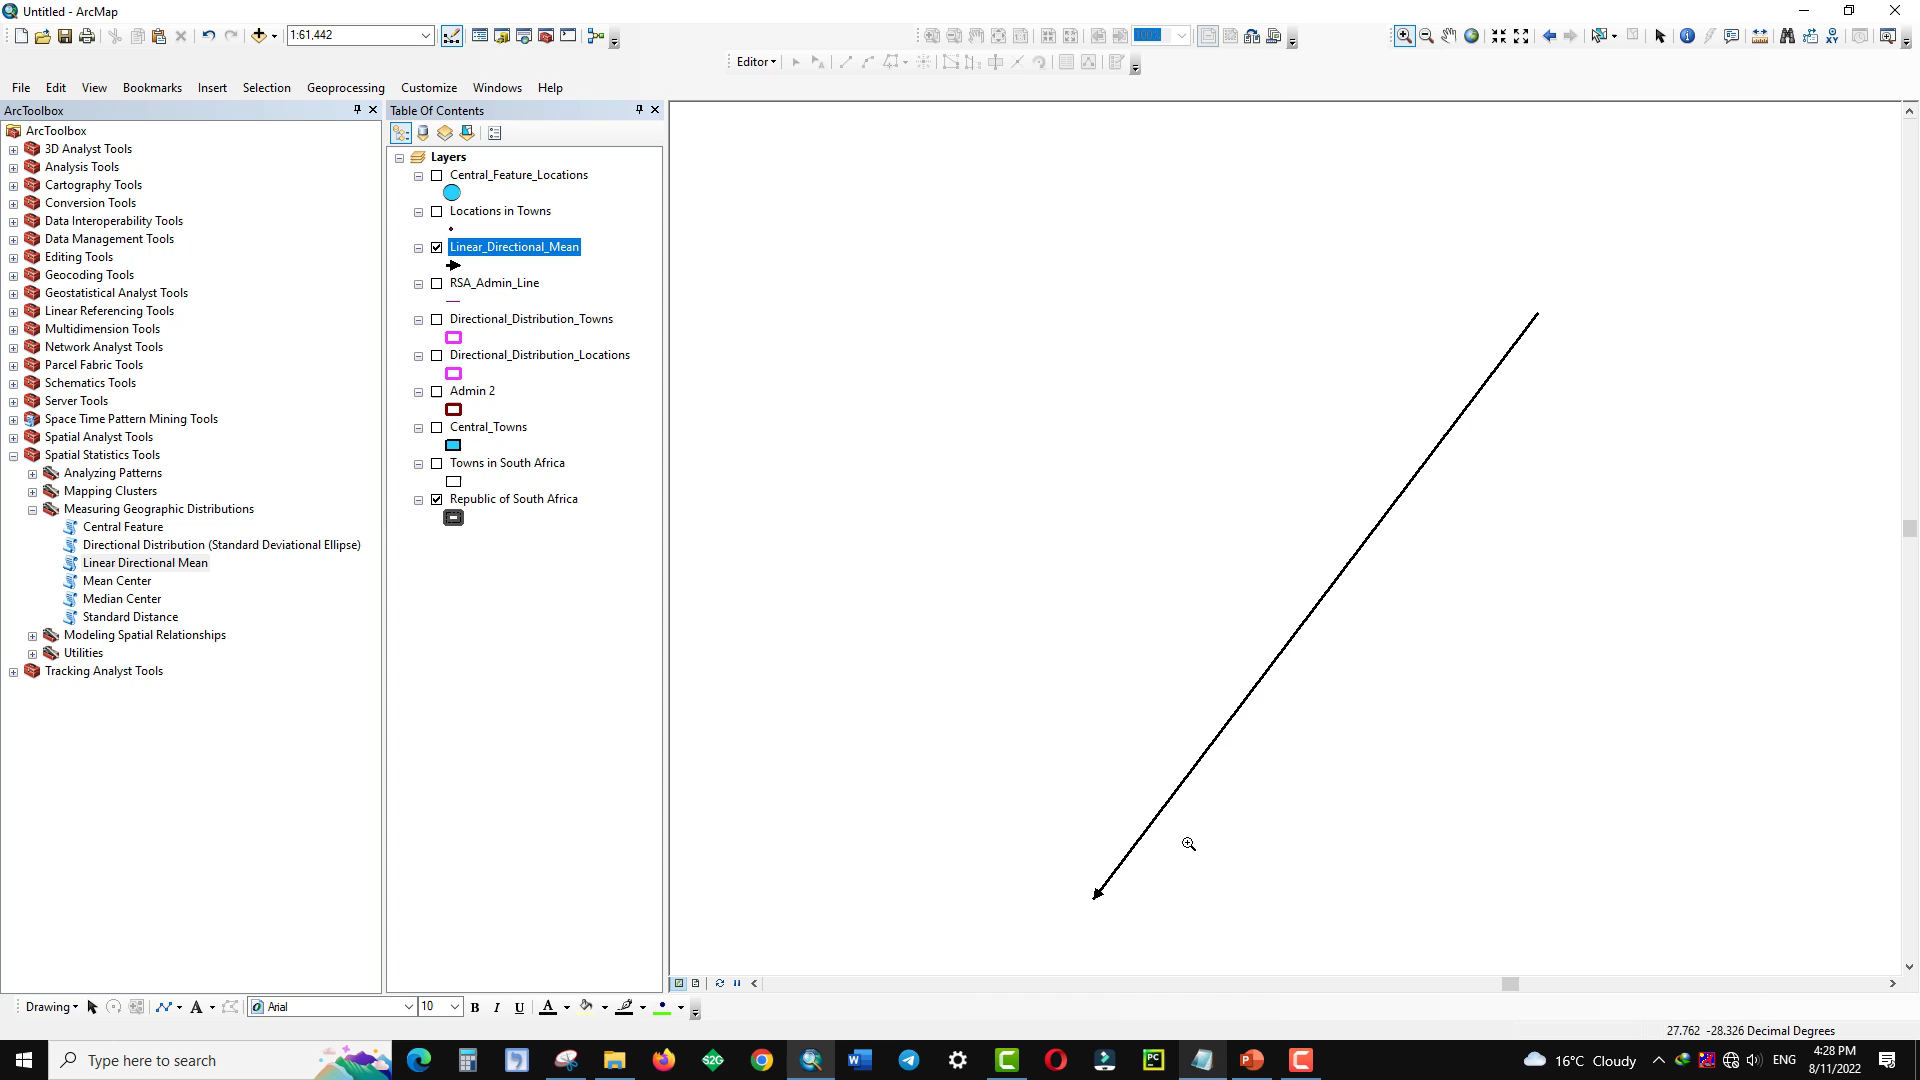 Untitled - ArcMap
1:61,442
100%
Editor
File Edit View Bookmarks Insert Selection Geoprocessing Customize Windows Help
ArcToolbox
ArcToolbox
3D Analyst Tools
Analysis Tools
Cartography Tools
Conversion Tools
Data Interoperability Tools
Data Management Tools
Editing Tools
Geocoding Tools
Geostatistical Analyst Tools
Linear Referencing Tools
Multidimension Tools
Network Analyst Tools
Parcel Fabric Tools
Schematics Tools
Server Tools
Space Time Pattern Mining Tools
Spatial Analyst Tools
Spatial Statistics Tools
Analyzing Patterns
Mapping Clusters
Measuring Geographic Distributions
Central Feature
Directional Distribution (Standard Deviational Ellipse)
Linear Directional Mean
Mean Center
Median Center
Standard Distance
Modeling Spatial Relationships
Utilities
Tracking Analyst Tools
Table Of Contents
Layers
Central_Feature_Locations
Locations in Towns
Linear_Directional_Mean
RSA_Admin_Line
Directional_Distribution_Towns
Directional_Distribution_Locations
Admin 2
Central_Towns
Towns in South Africa
Republic of South Africa
Drawing
A
Arial
10
B I U A
27.762 -28.326 Decimal Degrees
Type here to search
S2G
W
PC
P
C
16°C Cloudy
ENG
4:28 PM
8/11/2022